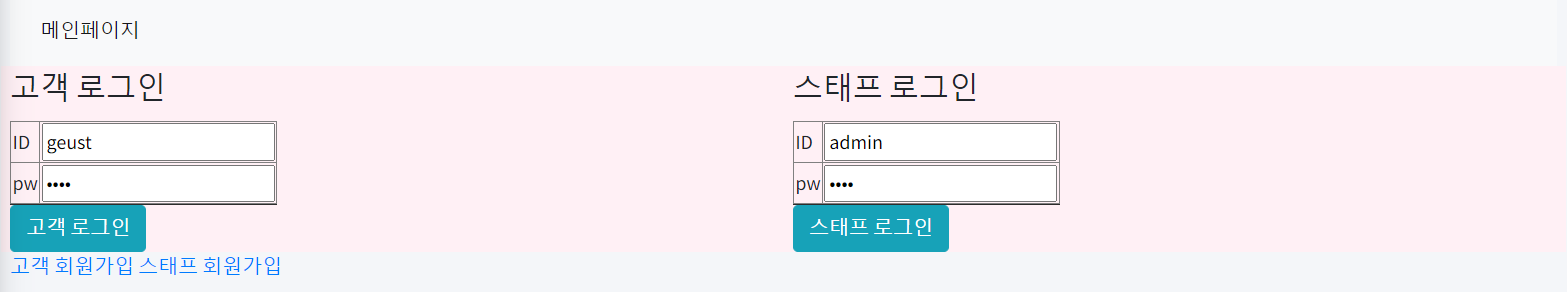 메인페이지
고객 로그인
ID geust
pw ••••
고객 로그인
스태프 로그인
ID admin
pw ••••
스태프 로그인
고객 회원가입 스태프 회원가입